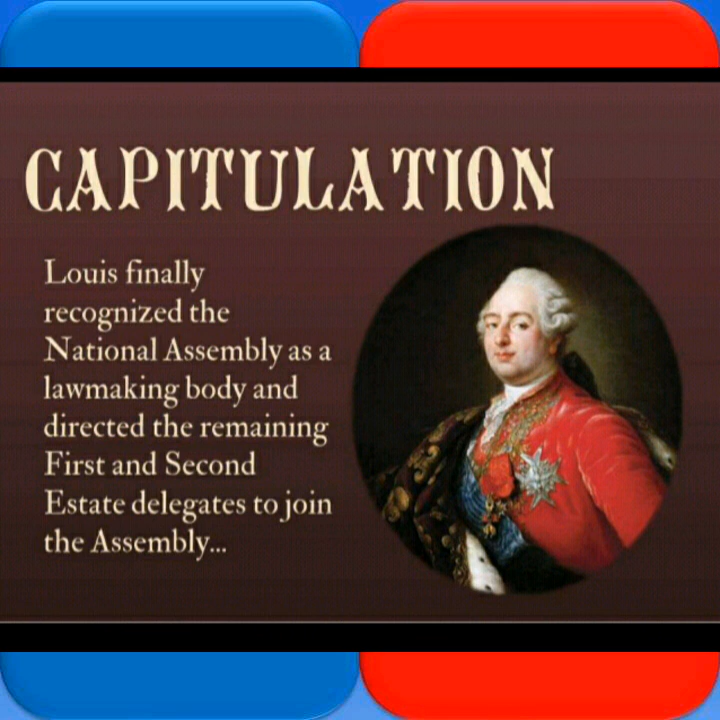 CAPITULATION
Louis finally
recognized the
National Assembly as a
lawmaking body and
directed the remaining
First and Second
Estate delegates to join
the Assembly...